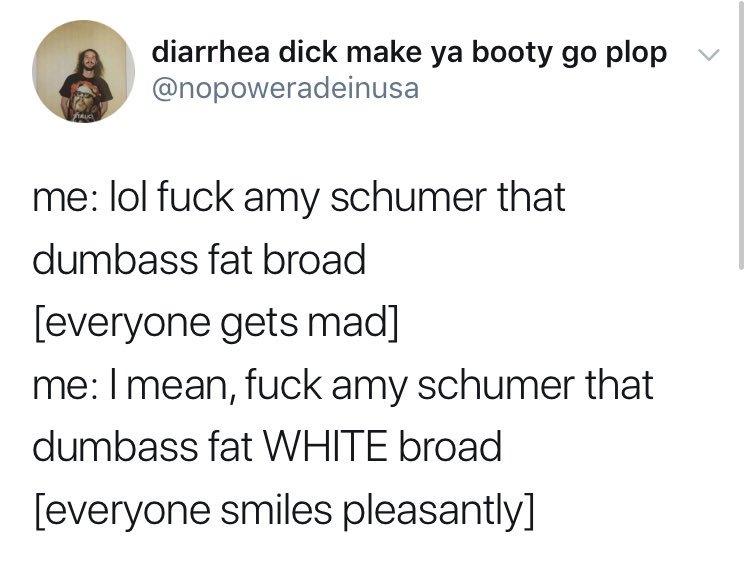 diarrhea dick make ya booty go plop
@nopoweradeinusa
me: lol fuck amy schumer that
dumbass fat broad
[everyone gets mad]
me: I mean, fuck amy schumer that
dumbass fat WHITE broad
[everyone smiles pleasantly]